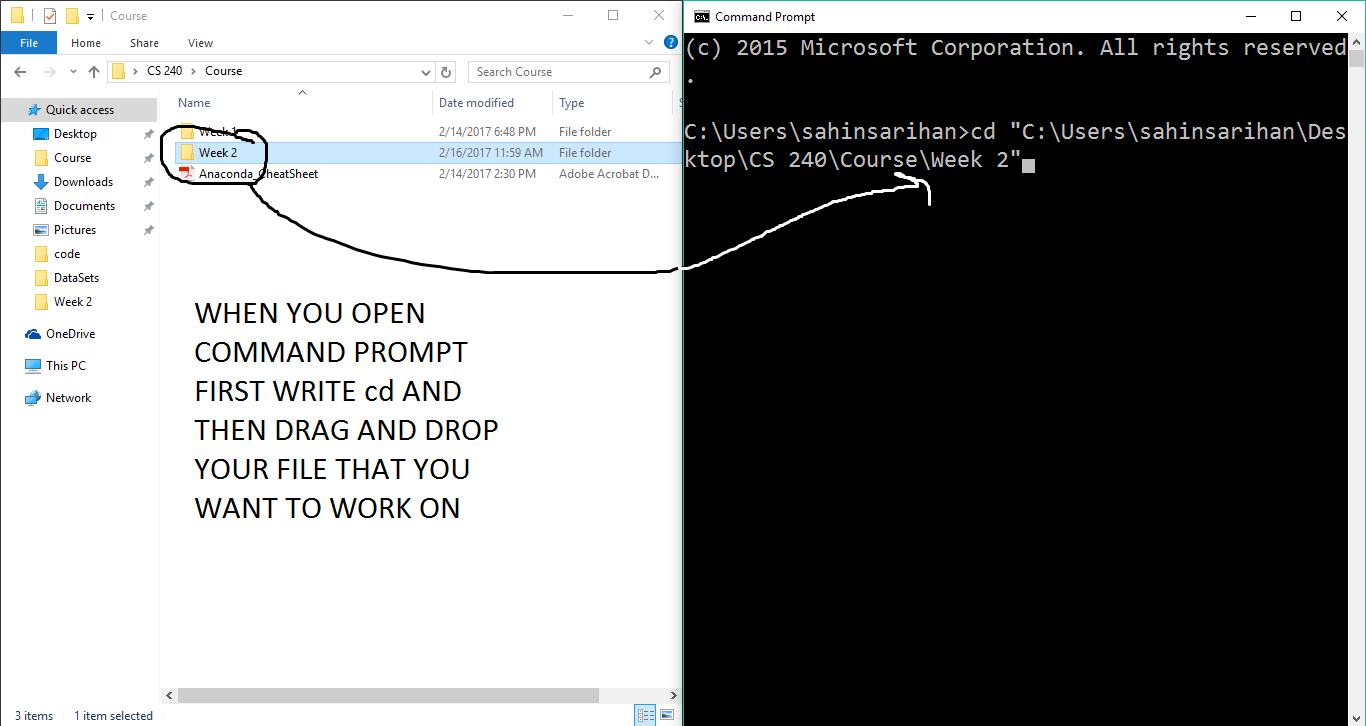 Course
File Home Share View
CS 240 Course
Search Course
Quick access
Desktop
Course
Downloads
Documents
Pictures
code
DataSets
Week 2
OneDrive
This PC
Network
Name Date modified Type
Week 1 2/14/2017 6:48 PM File folder
Week 2 2/16/2017 11:59 AM File folder
Anaconda_CheatSheet 2/14/2017 2:30 PM Adobe Acrobat D...
WHEN YOU OPEN
COMMAND PROMPT
FIRST WRITE cd AND
THEN DRAG AND DROP
YOUR FILE THAT YOU
WANT TO WORK ON
3 items 1 item selected
Command Prompt
(c) 2015 Microsoft Corporation. All rights reserved
.
C:\Users\sahinsarihan>cd "C:\Users\sahinsarihan\Des
ktop\CS 240\Course\Week 2"